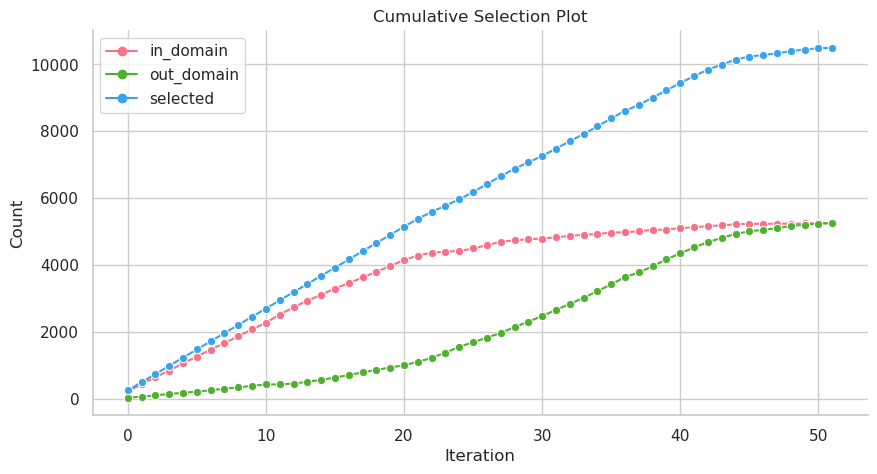 Cumulative Selection Plot
in_domain
out_domain
selected
10000
8000
6000
4000
2000
0
Count
0 10 20 30 40 50
Iteration